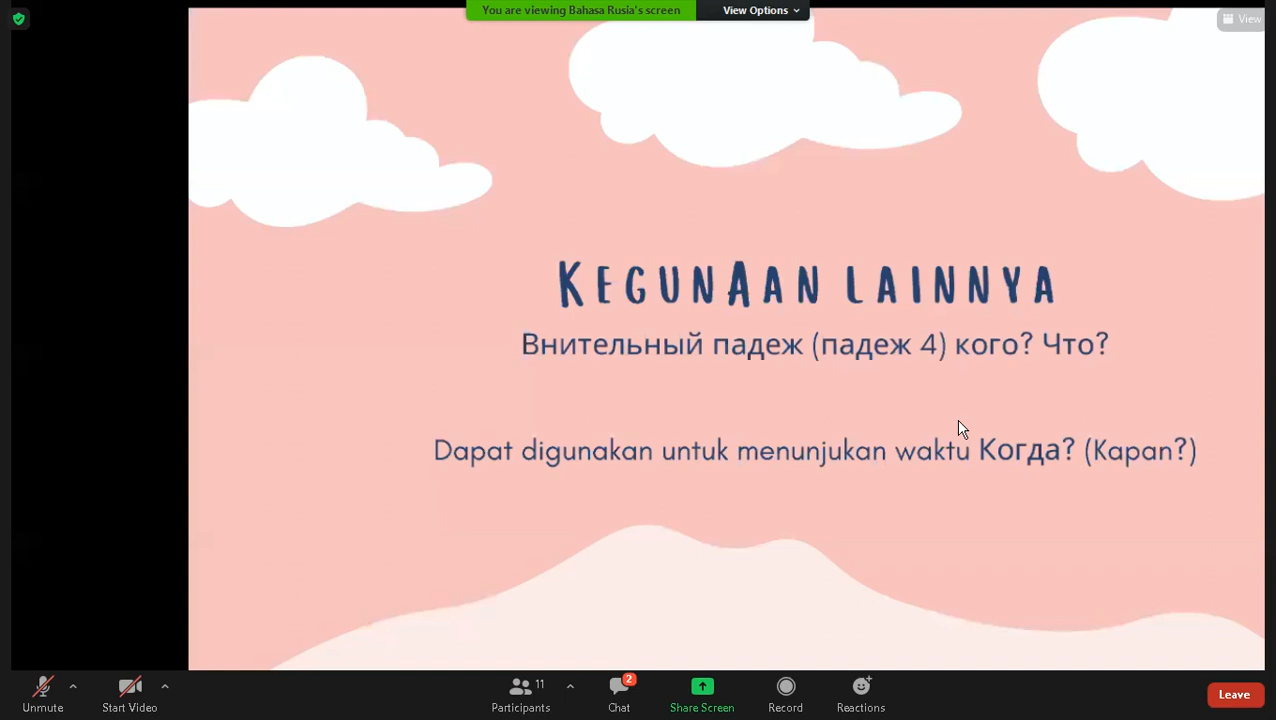 You are viewing Bahasa Rusia's screen View Options
View
KEGUNAAN LAINNYA
Внительный падеж (падеж 4) кого? Что?
Dapat digunakan untuk menunjukan waktu Когда? (Kapan?)
11
2
Unmute Start Video Participants Chat Share Screen Record Reactions Leave